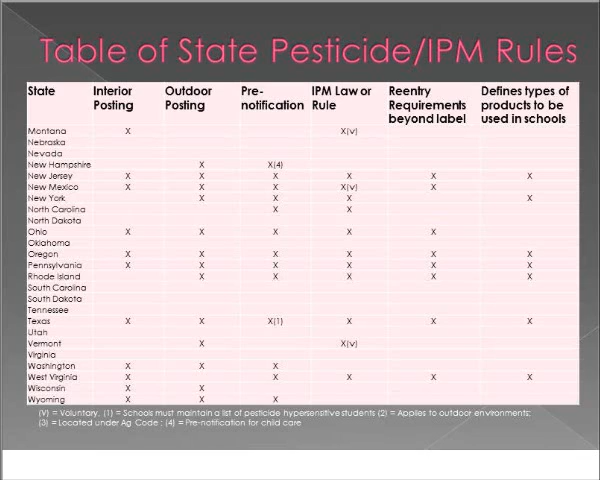 Table of State Pesticide/IPM Rules
State Interior Posting Outdoor Posting Pre-notification IPM Law or Rule Reentry Requirements beyond label Defines types of products to be used in schools
Montana X X(v)
Nebraska
Nevada
New Hampshire X X(4)
New Jersey X X X X X X
New Mexico X X X X(v) X
New York X X X X
North Carolina X X
North Dakota
Ohio X X X X X
Oklahoma
Oregon X X X X X X
Pennsylvania X X X X X X
Rhode Island X X X X X
South Carolina
South Dakota
Tennessee
Texas X X X(1) X X X
Utah
Vermont X X(v)
Virginia
Washington X X X
West Virginia X X X X X
Wisconsin X X
Wyoming X X X
(V) = Voluntary, (1) = Schools must maintain a list of pesticide hypersensitive students (2) = Applies to outdoor environments;
(3) = Located under Ag Code ; (4) = Pre-notification for child care